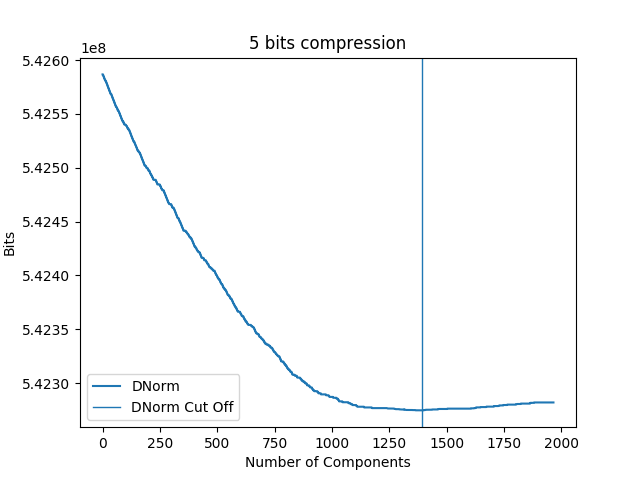 5 bits compression
1e8
5.4260
5.4255
5.4250
5.4245
5.4240
5.4235
5.4230
Bits
DNorm
DNorm Cut Off
0 250 500 750 1000 1250 1500 1750 2000
Number of Components